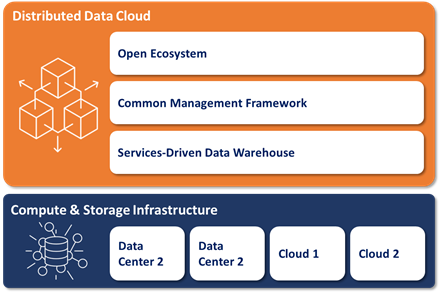 Distributed Data Cloud
Open Ecosystem
Common Management Framework
Services-Driven Data Warehouse
Compute & Storage Infrastructure
Data
Center 2
Data
Center 2
Cloud 1
Cloud 2